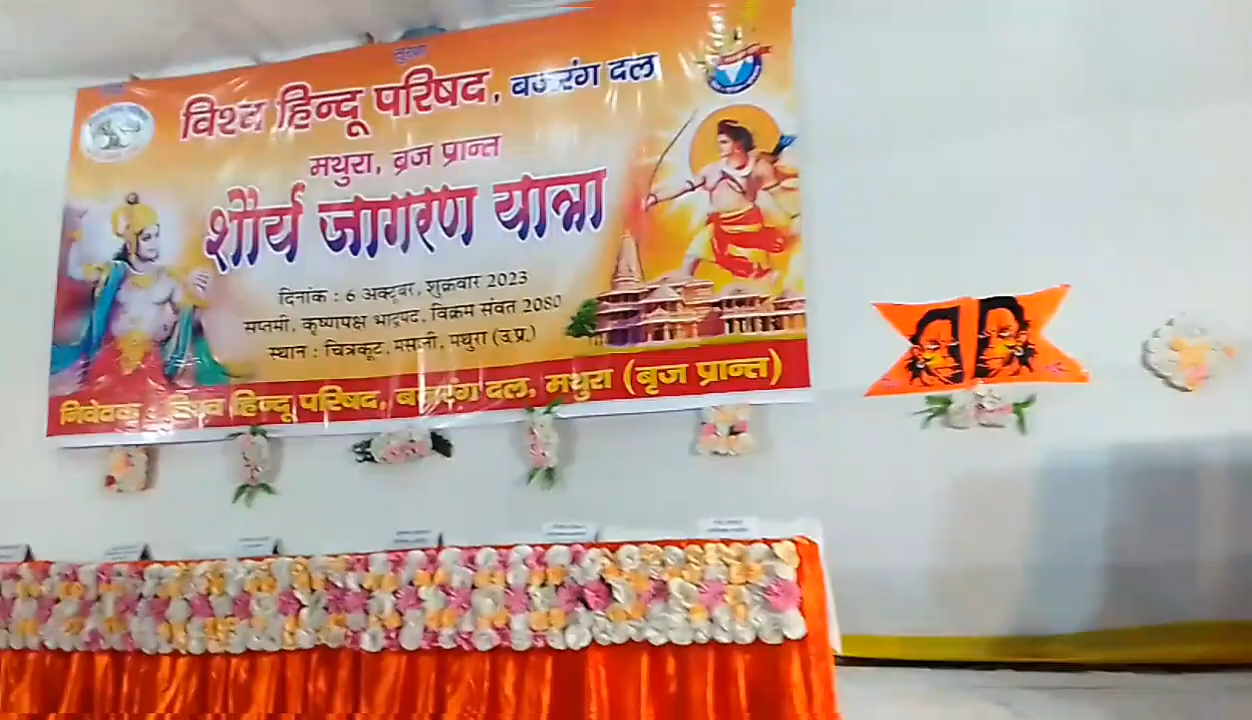 विश्व हिन्दू परिषद, बजरंग दल
मथुरा, ब्रज प्रान्त
शौर्य जागरण यात्रा
दिनांक : 6 अक्टूबर, शुक्रवार 2023
सप्तमी, कृष्णपक्ष भाद्रपद, विक्रम संवत 2080
स्थान : चित्रकूट, मसानी, मथुरा (उ.प्र.)
निवेदक : विश्व हिन्दू परिषद, बजरंग दल, मथुरा (बृज प्रान्त)